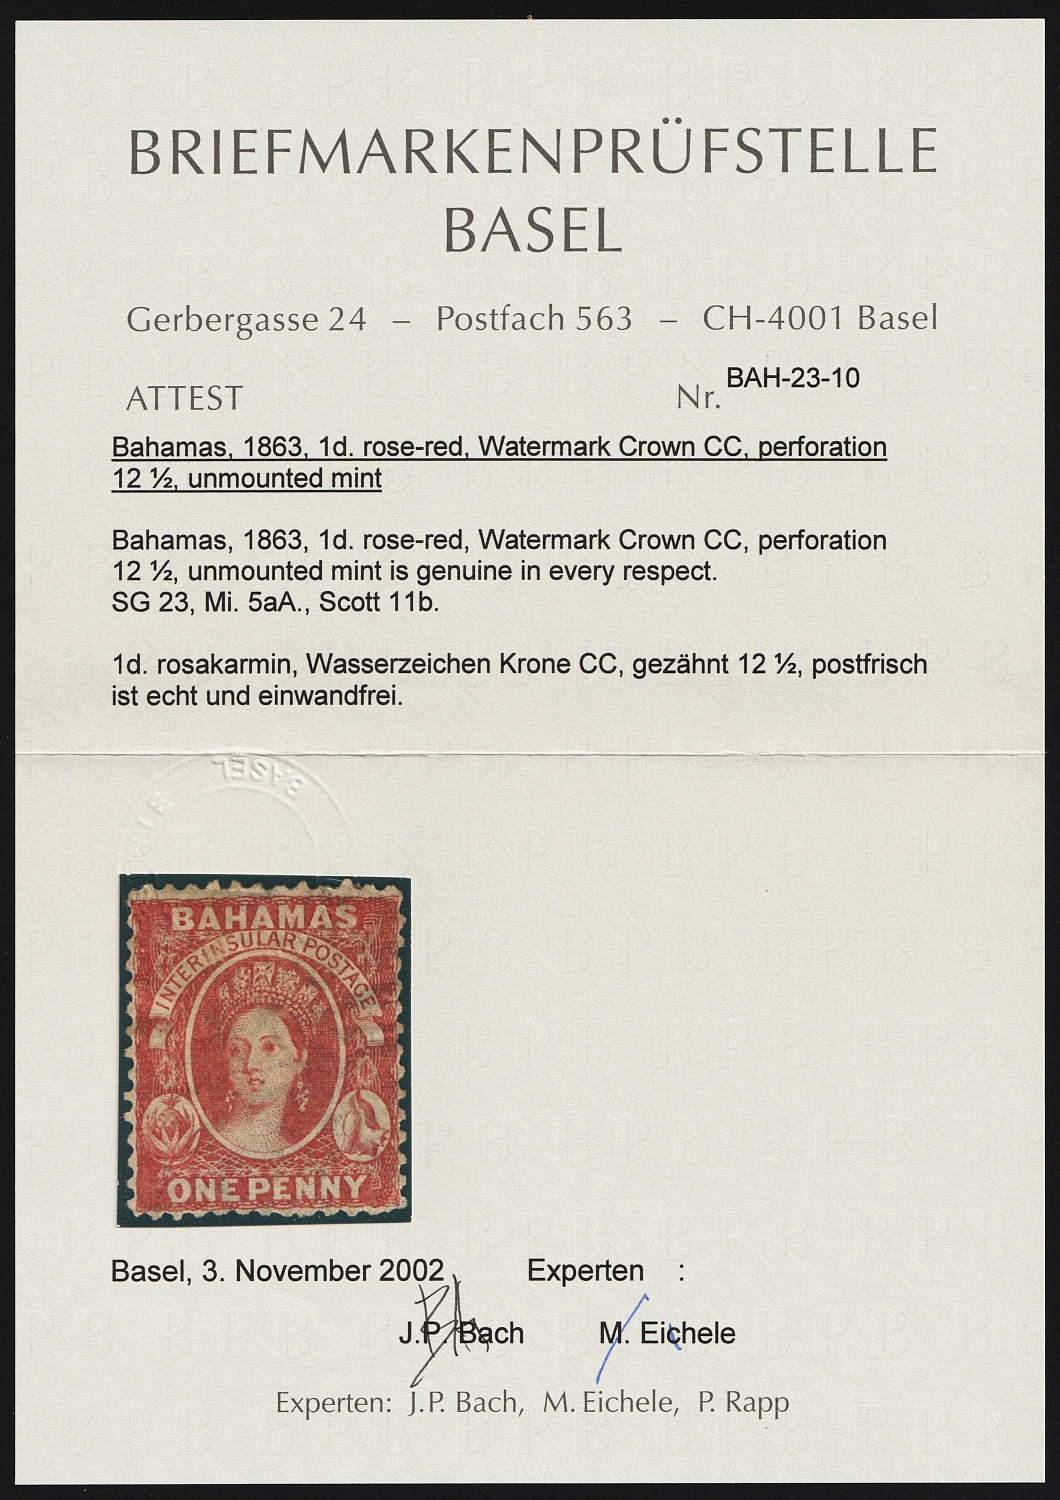 BRIEFMARKENPRÜFSTELLE
BASEL
Gerbergasse 24 – Postfach 563 – CH-4001 Basel
ATTEST Nr. BAH-23-10
Bahamas, 1863, 1d. rose-red, Watermark Crown CC, perforation
12 ½, unmounted mint
Bahamas, 1863, 1d. rose-red, Watermark Crown CC, perforation
12 ½, unmounted mint is genuine in every respect.
SG 23, Mi. 5aA., Scott 11b.
1d. rosakarmin, Wasserzeichen Krone CC, gezähnt 12 ½, postfrisch
ist echt und einwandfrei.
BASEL
BAHAMAS
INTERINSULAR POSTAGE
ONE PENNY
Basel, 3. November 2002 Experten :
J.P. Bach M. Eichele
Experten: J.P. Bach, M. Eichele, P. Rapp